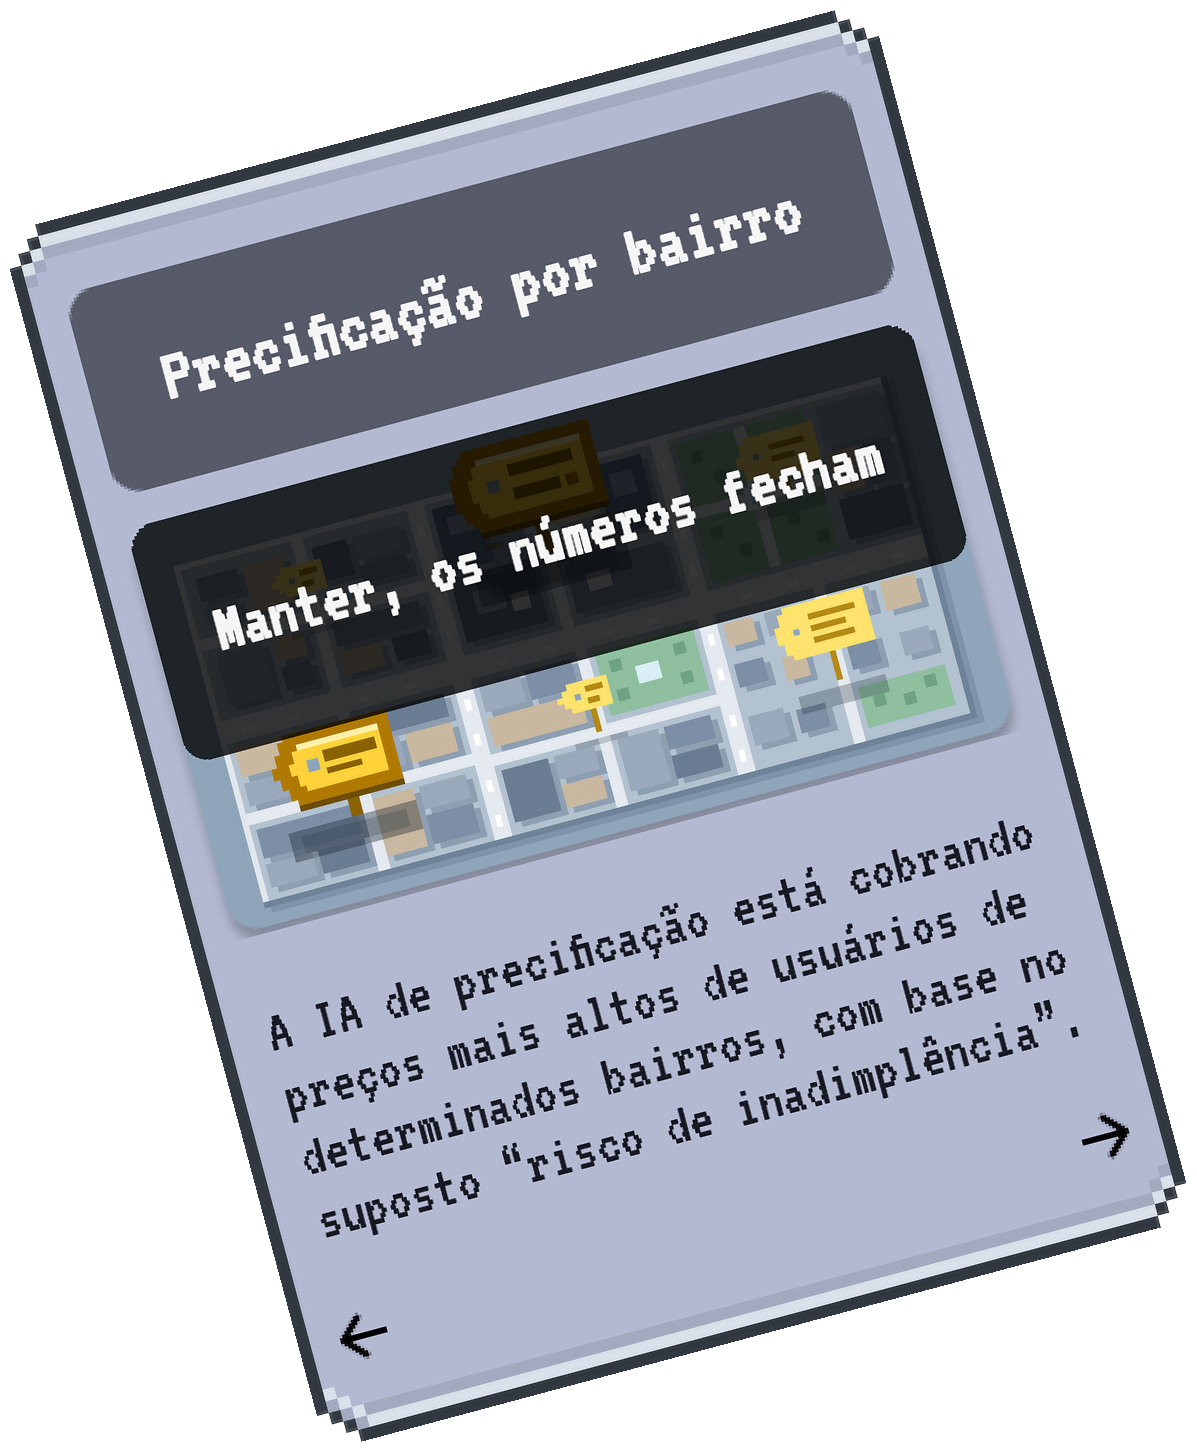 Precificação por bairro
Manter, os números fecham
A IA de precificação está cobrando
preços mais altos de usuários de
determinados bairros, com base no
suposto “risco de inadimplência”.